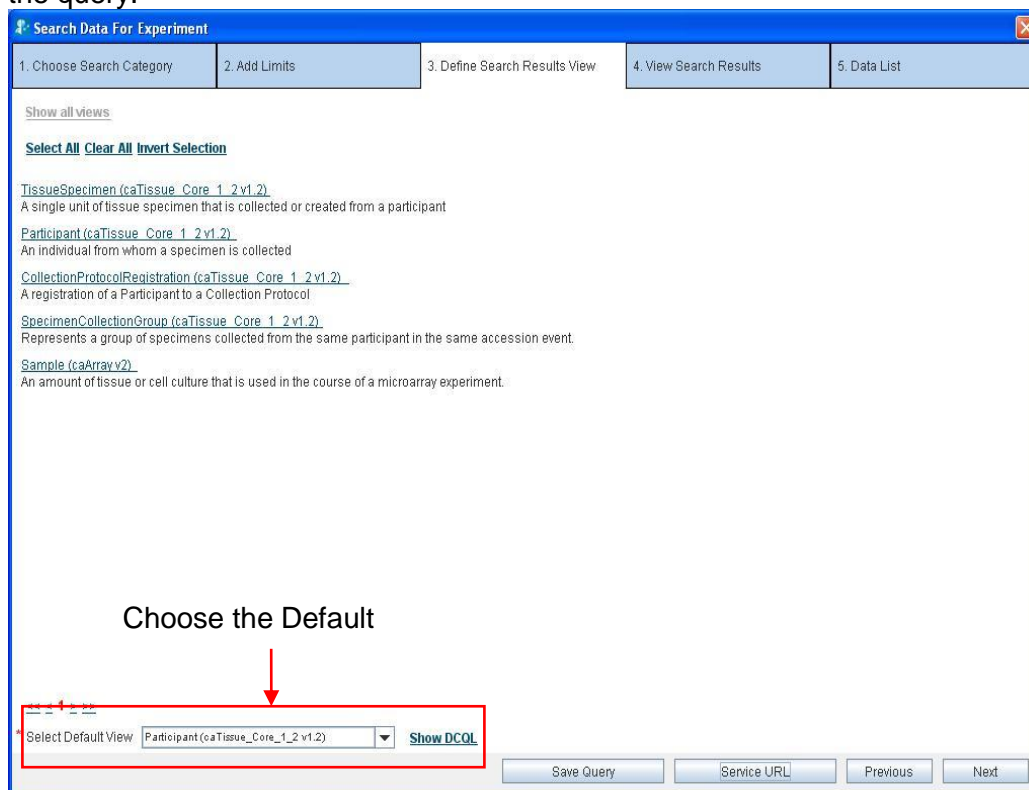 the query.
Search Data For Experiment
1. Choose Search Category 2. Add Limits 3. Define Search Results View 4. View Search Results 5. Data List
Show all views
Select All Clear All Invert Selection
TissueSpecimen (caTissue_Core_1_2 v1.2)
A single unit of tissue specimen that is collected or created from a participant
Participant (caTissue_Core_1_2 v1.2)
An individual from whom a specimen is collected
CollectionProtocolRegistration (caTissue_Core_1_2 v1.2)
A registration of a Participant to a Collection Protocol
SpecimenCollectionGroup (caTissue_Core_1_2 v1.2)
Represents a group of specimens collected from the same participant in the same accession event.
Sample (caArray v2)
An amount of tissue or cell culture that is used in the course of a microarray experiment.
Choose the Default
<< < 1 > >>
* Select Default View Participant (caTissue_Core_1_2 v1.2) Show DCQL
Save Query Service URL Previous Next